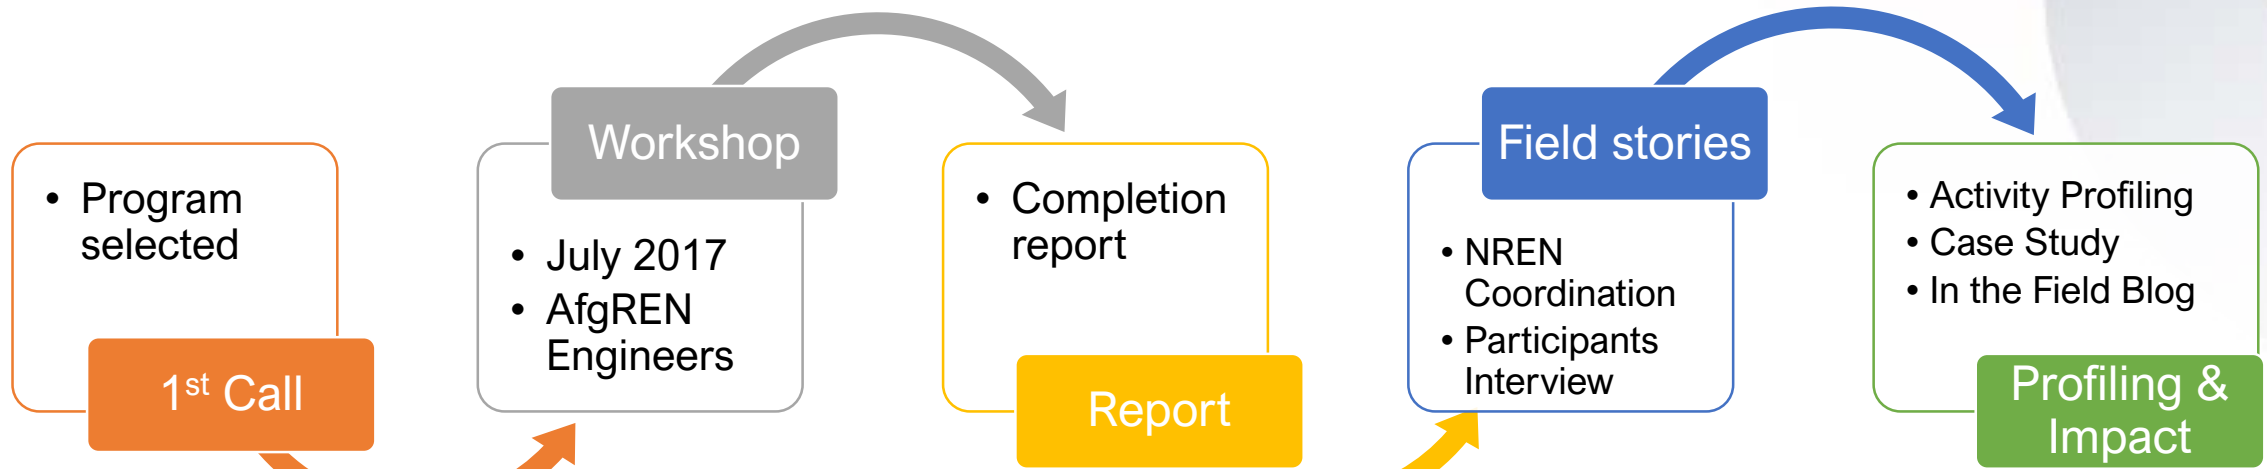 • Program
selected
1st Call
Workshop
• July 2017
• AfgREN
Engineers
• Completion
report
Report
Field stories
• NREN
Coordination
• Participants
Interview
• Activity Profiling
• Case Study
• In the Field Blog
Profiling &
Impact